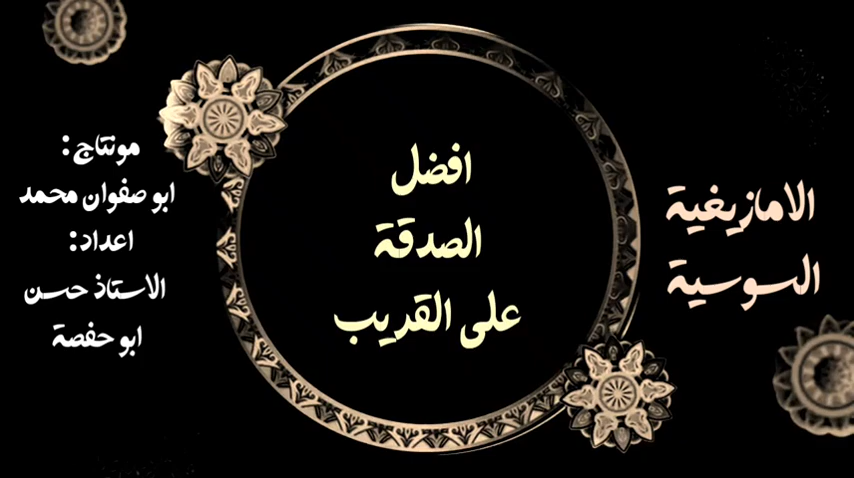 الامازيغية
السوسية
افضل
الصدقة
على القريب
مونتاج:
ابو صفوان محمد
اعداد:
الاستاذ حسن
ابو حفصة